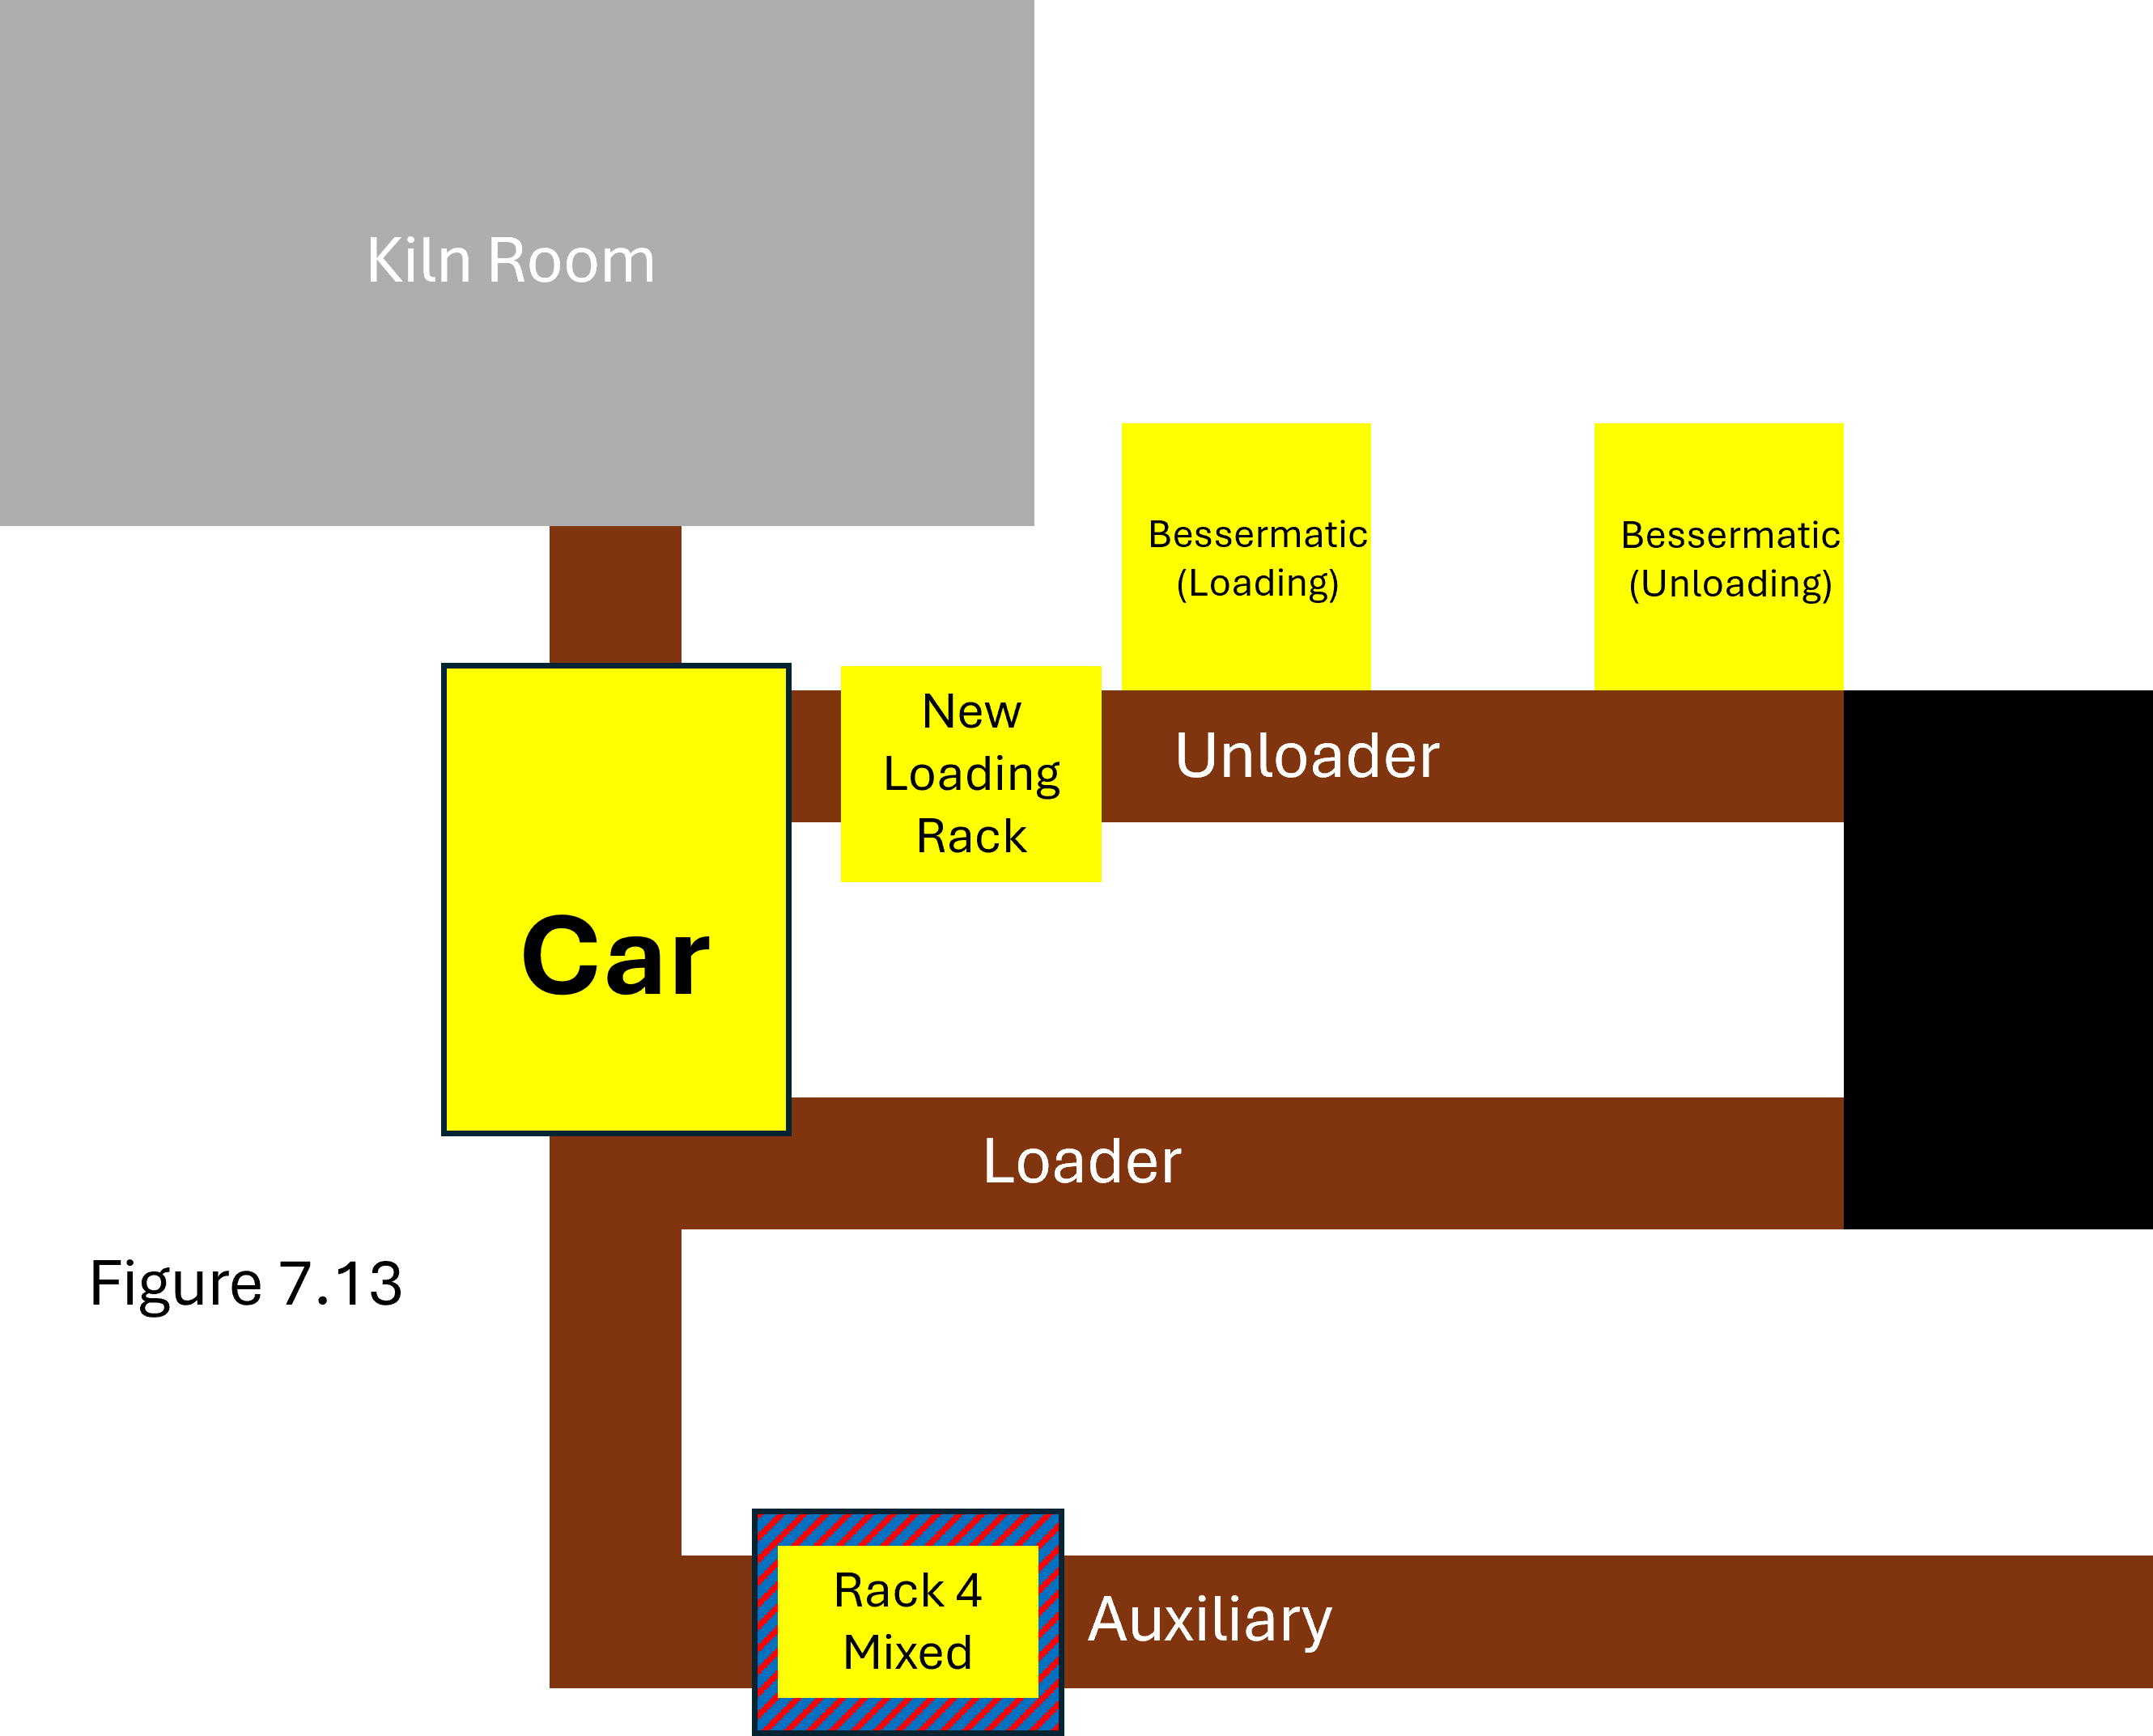 Kiln Room
Bessermatic
(Loading)
Bessermatic
(Unloading)
New
Loading
Rack
Unloader
Car
Loader
Figure 7.13
Rack 4
Mixed
Auxiliary